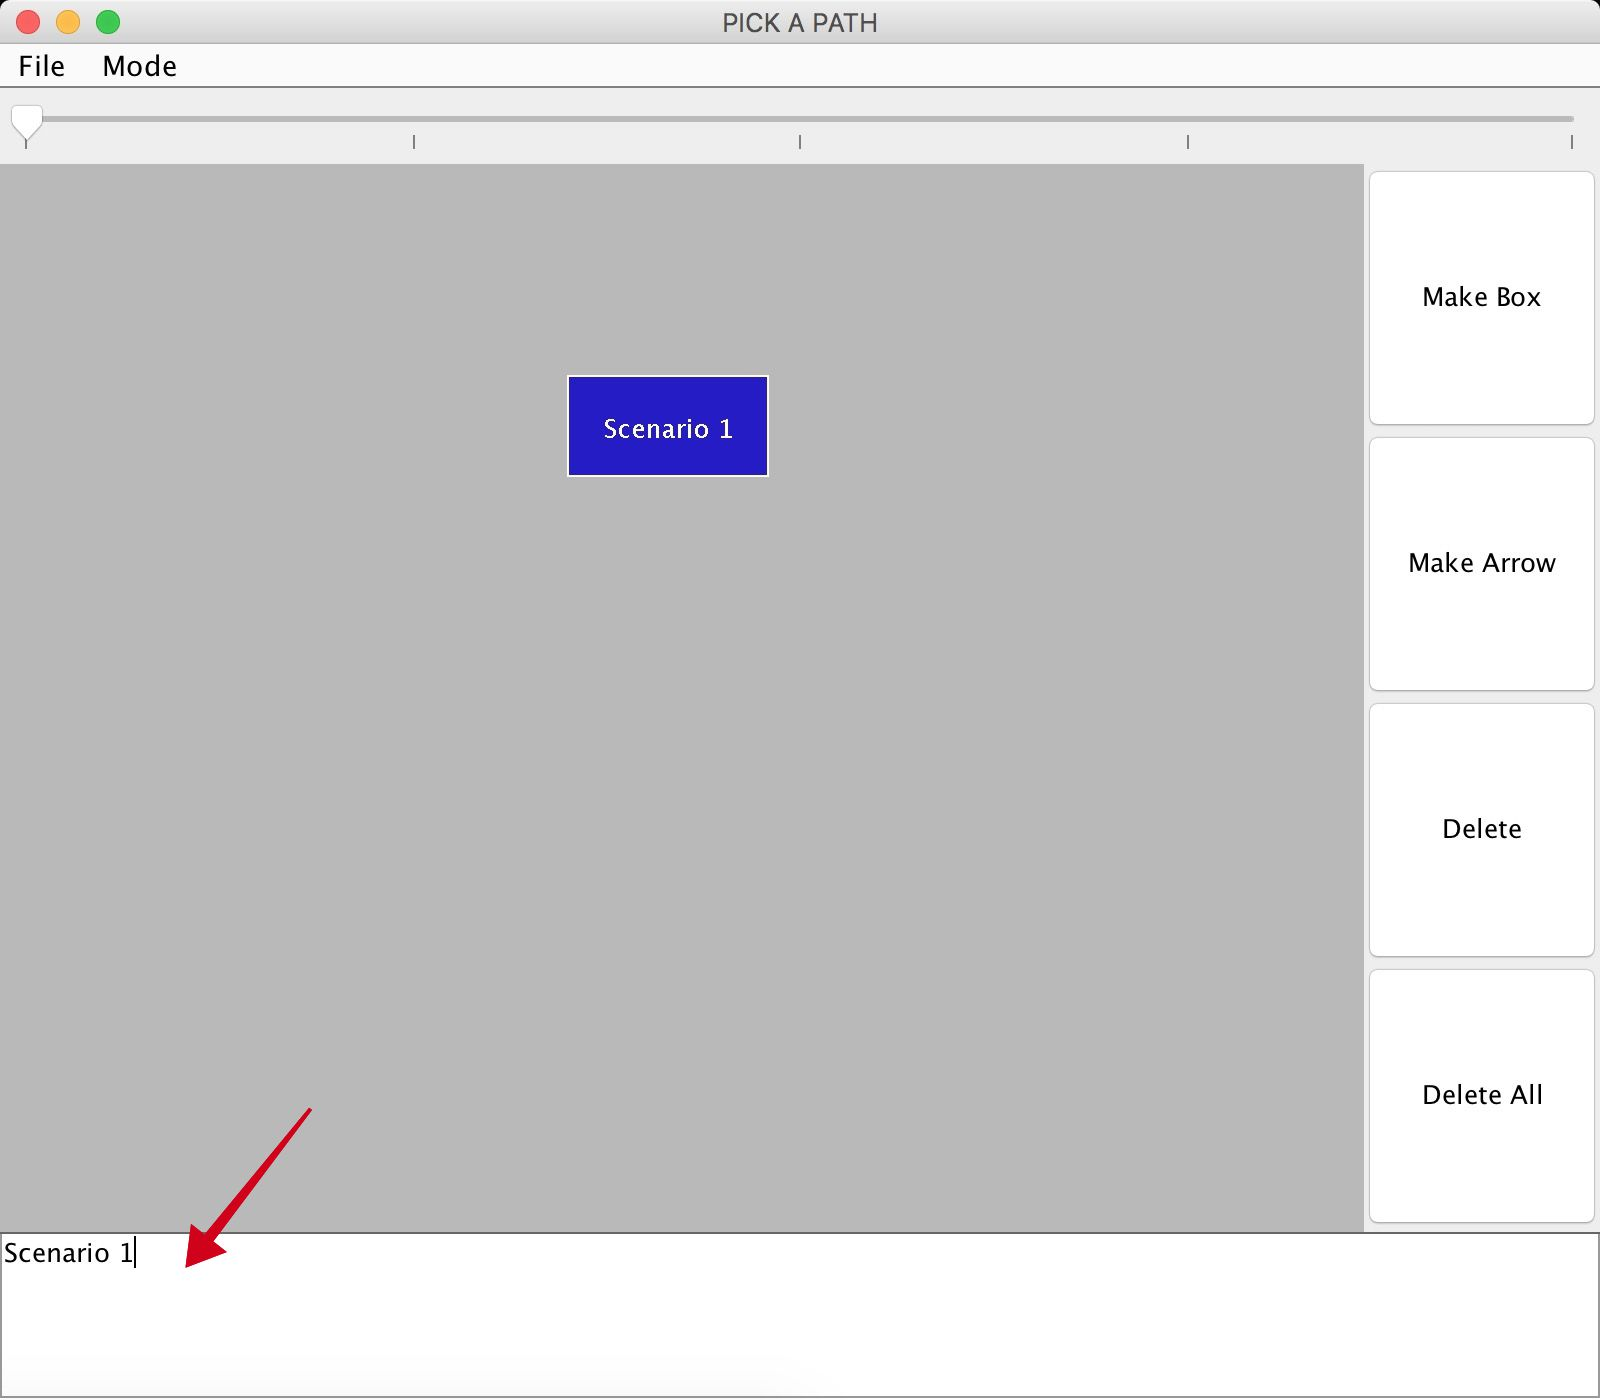 PICK A PATH
File Mode
Make Box
Scenario 1
Make Arrow
Delete
Delete All
Scenario 1